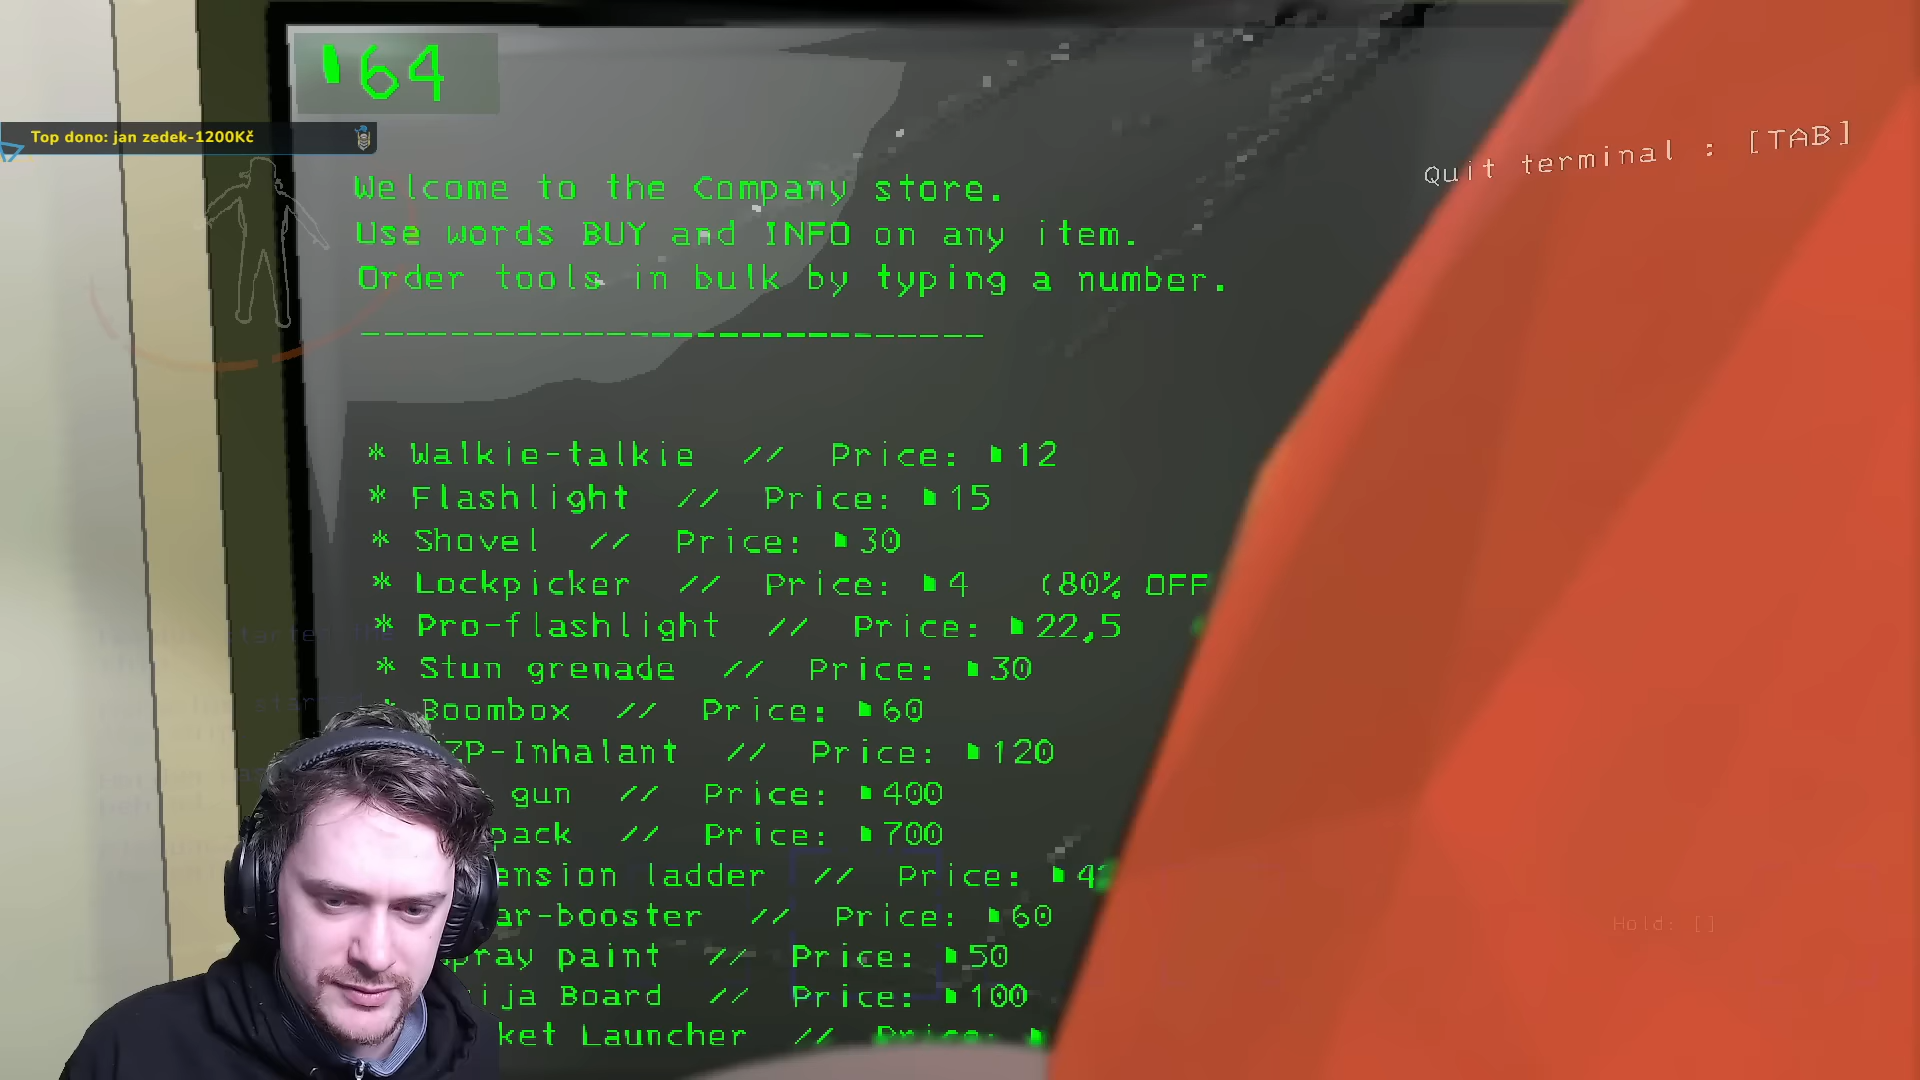 64
Top dono: jan zedek-1200Kč
Quit terminal : [TAB]
Welcome to the Company store.
Use words BUY and INFO on any item.
Order tools in bulk by typing a number.
----------------------------
* Walkie-talkie // Price: 12
* Flashlight // Price: 15
* Shovel // Price: 30
* Lockpicker // Price: 4 (80% OFF
* Pro-flashlight // Price: 22,5
* Stun grenade // Price: 30
* Boombox // Price: 60
ZP-Inhalant // Price: 120
gun // Price: 400
pack // Price: 700
ension ladder // Price: 42
ar-booster // Price: 60
Hold: []
pray paint // Price: 50
ija Board // Price: 100
ket Launcher // Price: